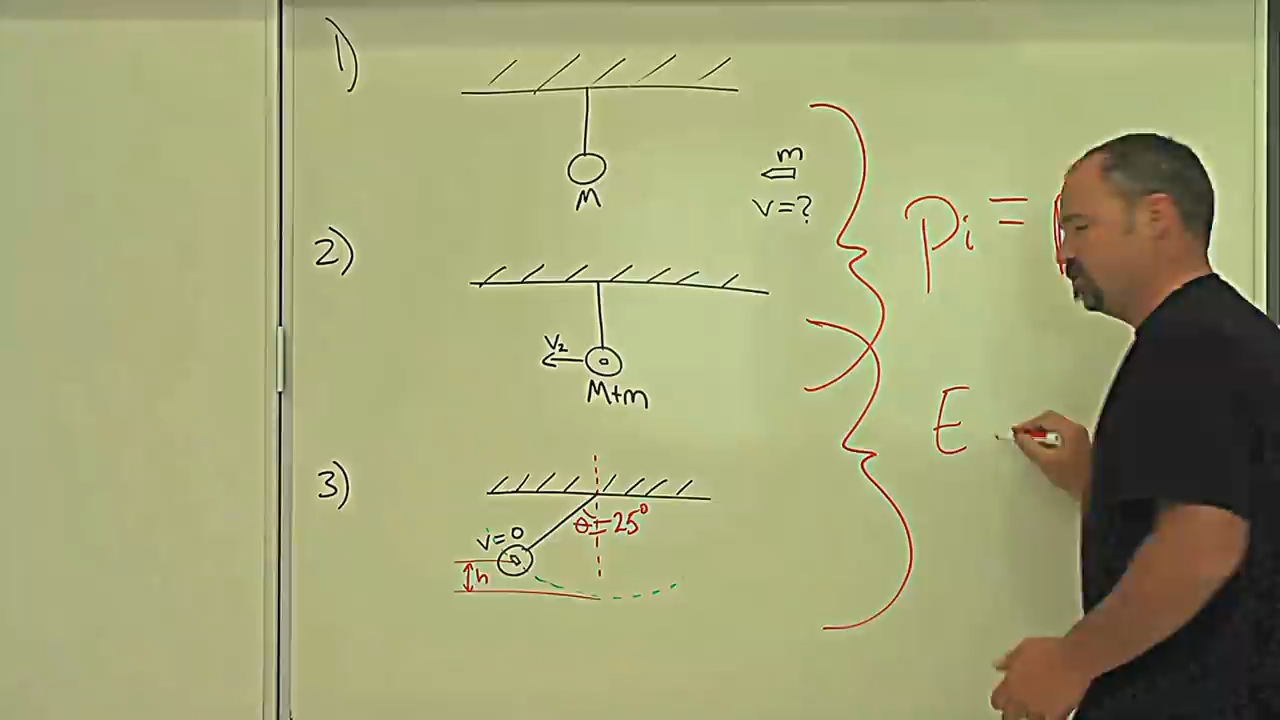 1)
M
m
v=?
Pi =
2)
V2
M+m
E
3)
θ=25°
v=0
h